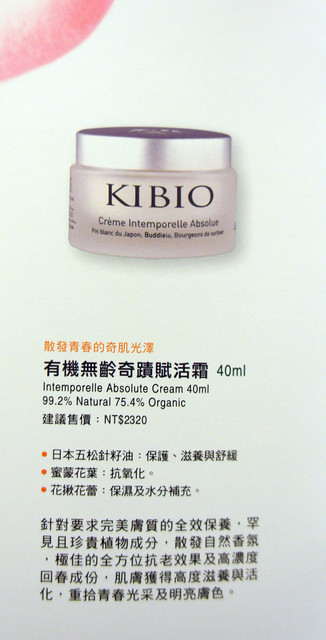 KIBIO
Crème Intemporelle Absolue
Pin blanc du Japon, Buddleia, Bourgeons de sorbier
散發青春的奇肌光澤
有機無齡奇蹟賦活霜 40ml
Intemporelle Absolute Cream 40ml
99.2% Natural 75.4% Organic
建議售價：NT$2320
• 日本五松針籽油：保護、滋養與舒緩
• 蜜蒙花葉：抗氧化。
• 花揪花蕾：保濕及水分補充。
針對要求完美膚質的全效保養，罕
見且珍貴植物成分，散發自然香氛
，極佳的全方位抗老效果及高濃度
回春成份，肌膚獲得高度滋養與活
化，重拾青春光采及明亮膚色。